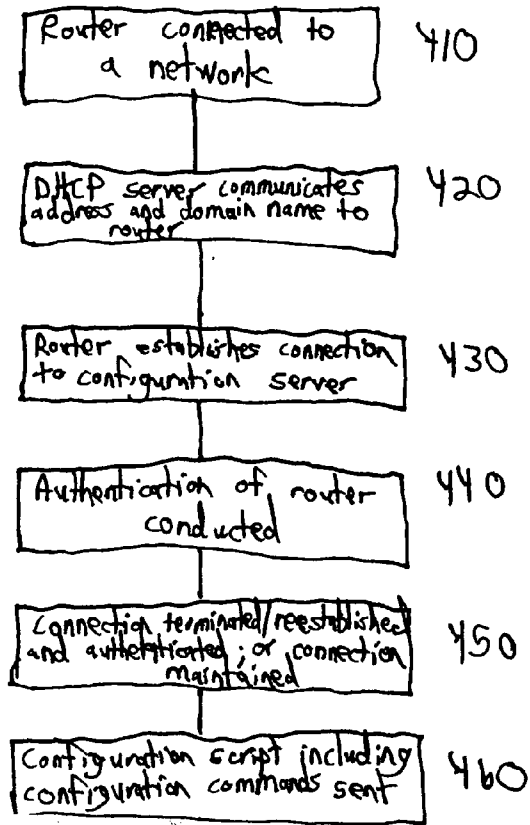 Router connected to
a network
410
DHCP server communicates
address and domain name to
router
420
Router establishes connection
to configuration server
430
Authentication of router
conducted
440
Connection terminated/reestablished
and authenticated; or connection
maintained
450
Configuration script including
configuration commands sent
460